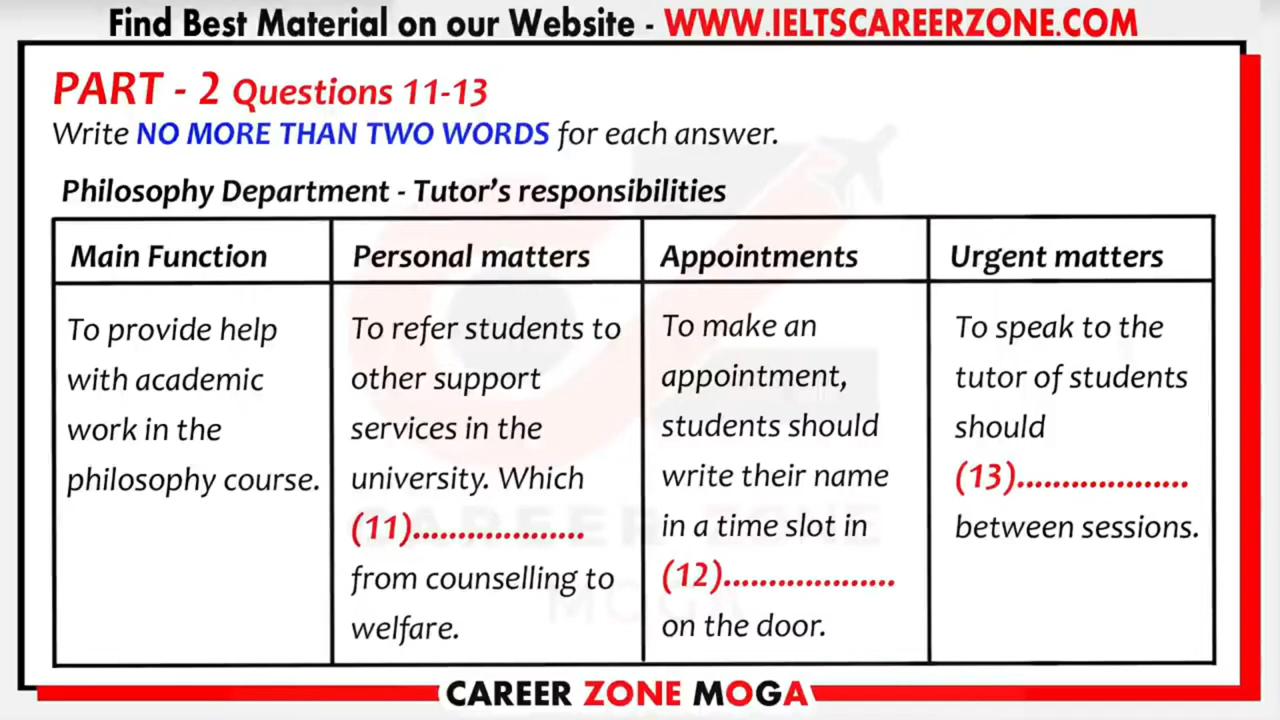 Find Best Material on our Website - WWW.IELTSCAREERZONE.COM
PART - 2 Questions 11-13
Write NO MORE THAN TWO WORDS for each answer.
Philosophy Department - Tutor's responsibilities
Main Function
To provide help
with academic
work in the
philosophy course.
Personal matters
To refer students to
other support
services in the
university. Which
(11)...................
from counselling to
welfare.
Appointments
To make an
appointment,
students should
write their name
in a time slot in
(12)...................
on the door.
Urgent matters
To speak to the
tutor of students
should
(13)...................
between sessions.
CAREER ZONE
MOGA
CAREER ZONE MOGA